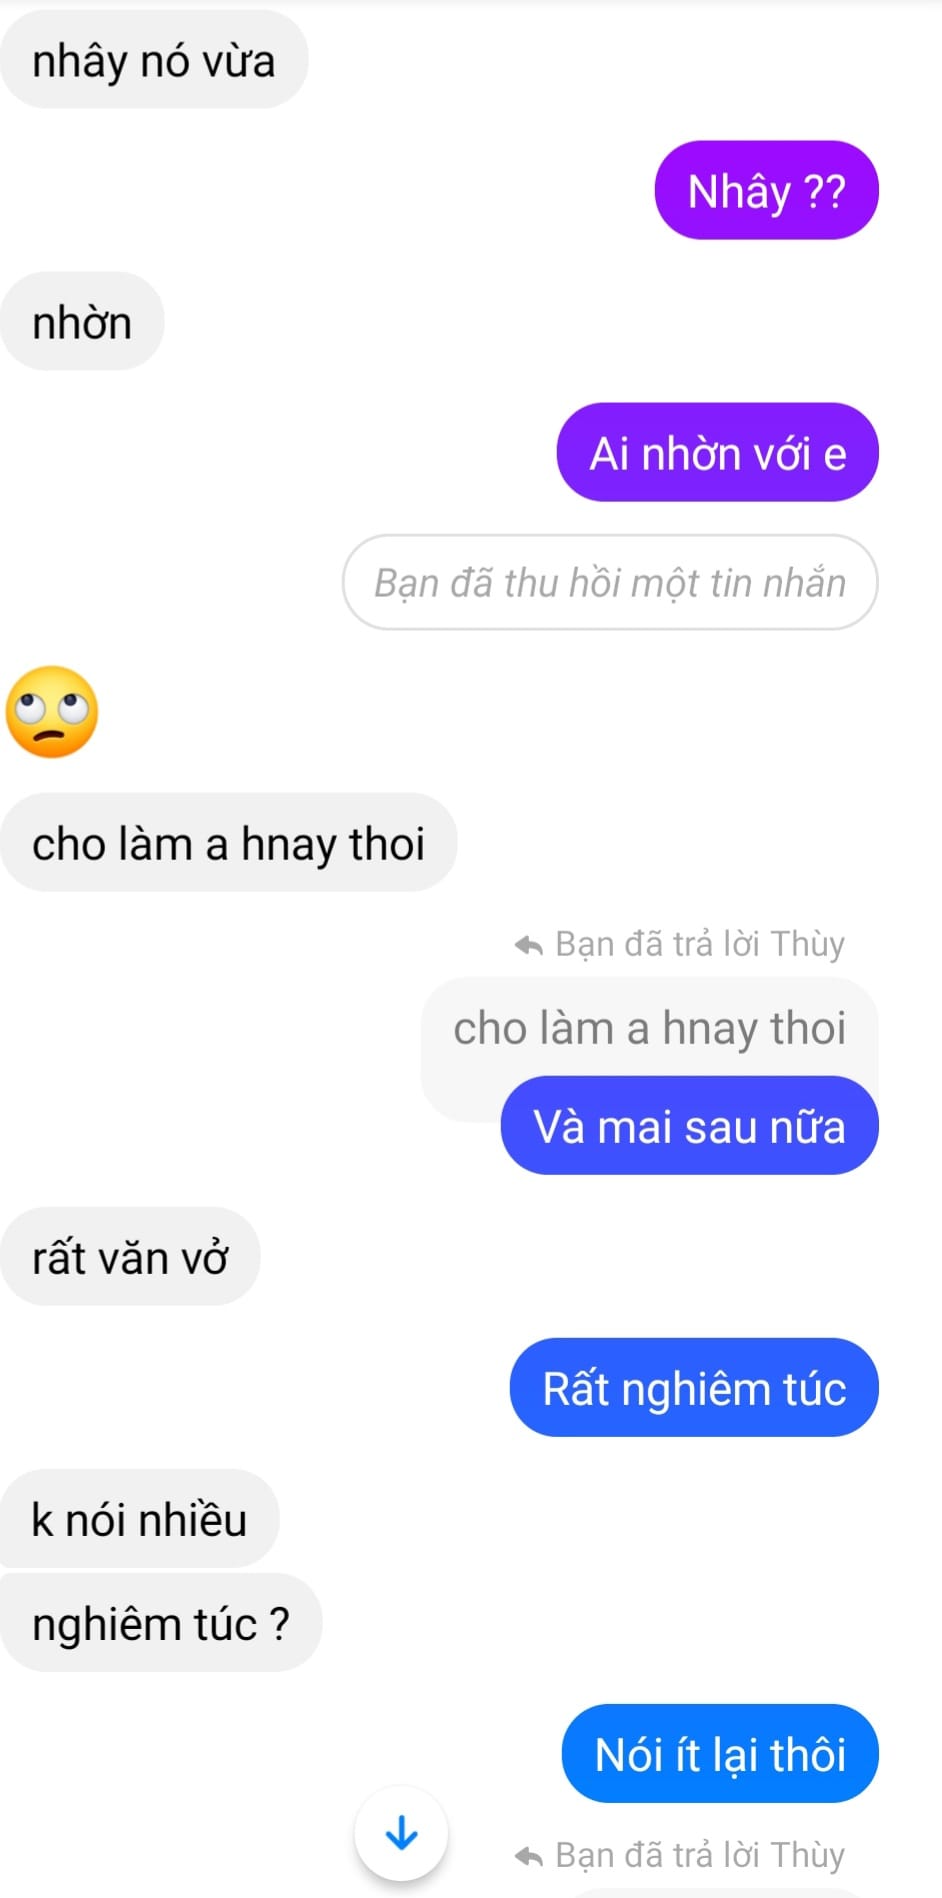 nhây nó vừa
Nhây ??
nhờn
Ai nhờn với e
Bạn đã thu hồi một tin nhắn
cho làm a hnay thoi
Bạn đã trả lời Thùy
cho làm a hnay thoi
Và mai sau nữa
rất văn vở
Rất nghiêm túc
k nói nhiều
nghiêm túc ?
Nói ít lại thôi
Bạn đã trả lời Thùy